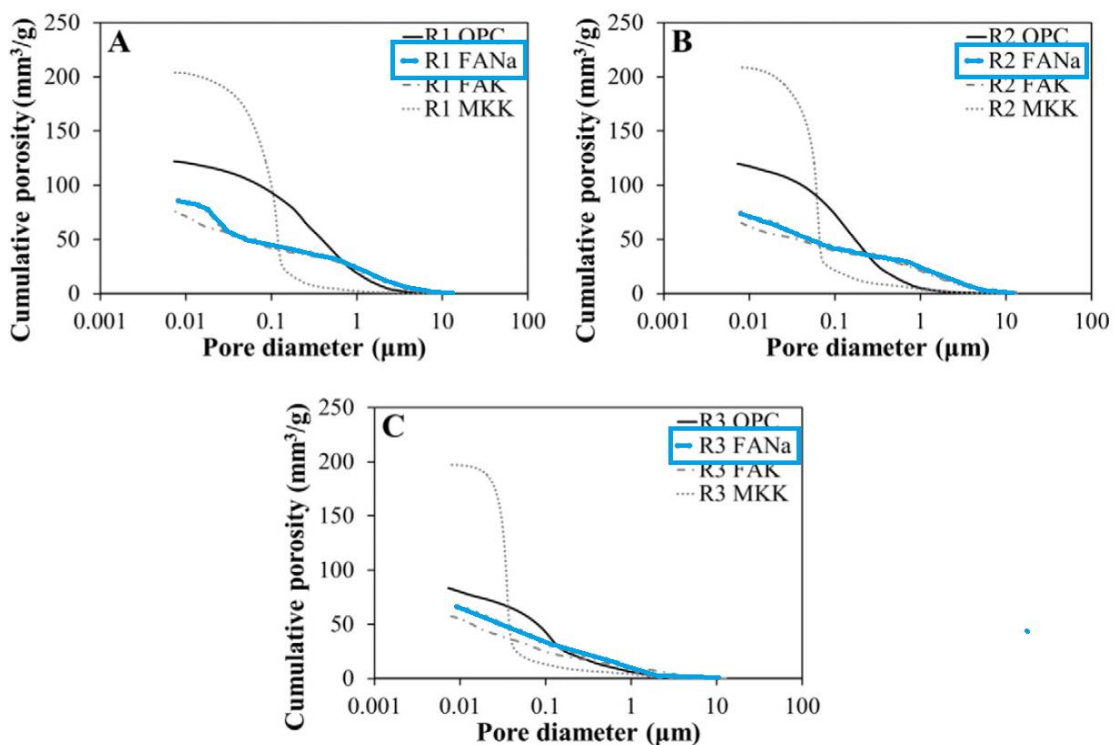 A
R1 OPC
R1 FANa
R1 FAK
R1 MKK
Cumulative porosity (mm³/g)
250
200
150
100
50
0
0.001 0.01 0.1 1 10 100
Pore diameter (µm)
B
R2 OPC
R2 FANa
R2 FAK
R2 MKK
Cumulative porosity (mm³/g)
250
200
150
100
50
0
0.001 0.01 0.1 1 10 100
Pore diameter (µm)
C
R3 OPC
R3 FANa
R3 FAK
R3 MKK
Cumulative porosity (mm³/g)
250
200
150
100
50
0
0.001 0.01 0.1 1 10 100
Pore diameter (µm)